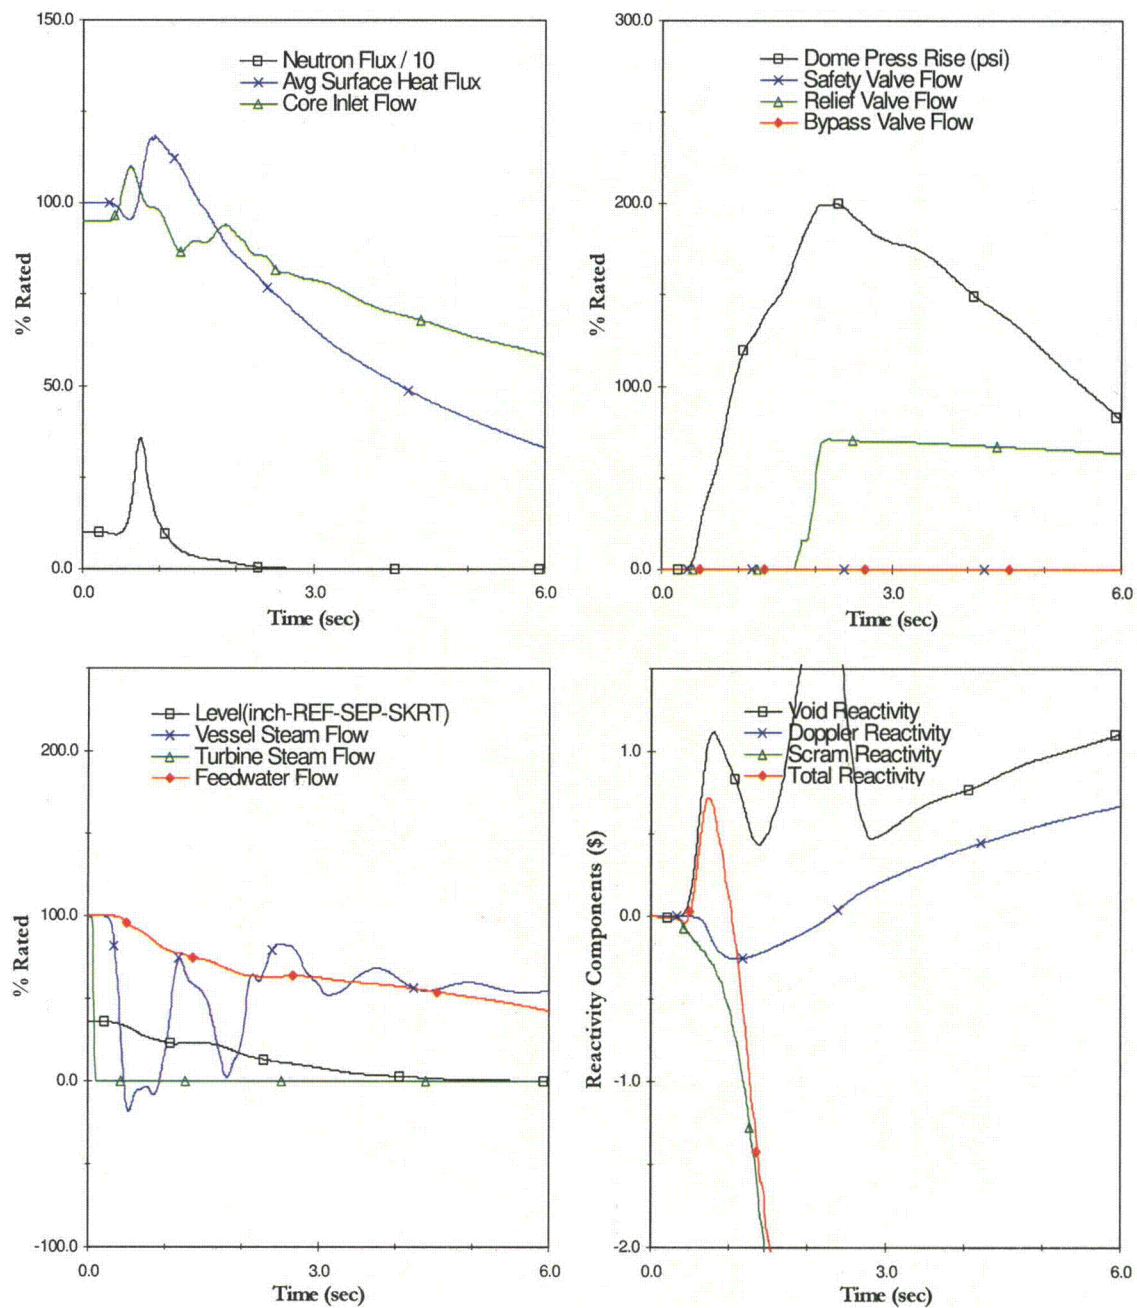 150.0
Neutron Flux / 10
Avg Surface Heat Flux
Core Inlet Flow
100.0
% Rated
50.0
0.0
0.0 3.0 6.0
Time (sec)
300.0
Dome Press Rise (psi)
Safety Valve Flow
Relief Valve Flow
Bypass Valve Flow
200.0
% Rated
100.0
0.0
0.0 3.0 6.0
Time (sec)
Level(inch-REF-SEP-SKRT)
Vessel Steam Flow
Turbine Steam Flow
Feedwater Flow
200.0
100.0
% Rated
0.0
-100.0
0.0 3.0 6.0
Time (sec)
Void Reactivity
Doppler Reactivity
Scram Reactivity
Total Reactivity
1.0
0.0
Reactivity Components ($)
-1.0
-2.0
0.0 3.0 6.0
Time (sec)